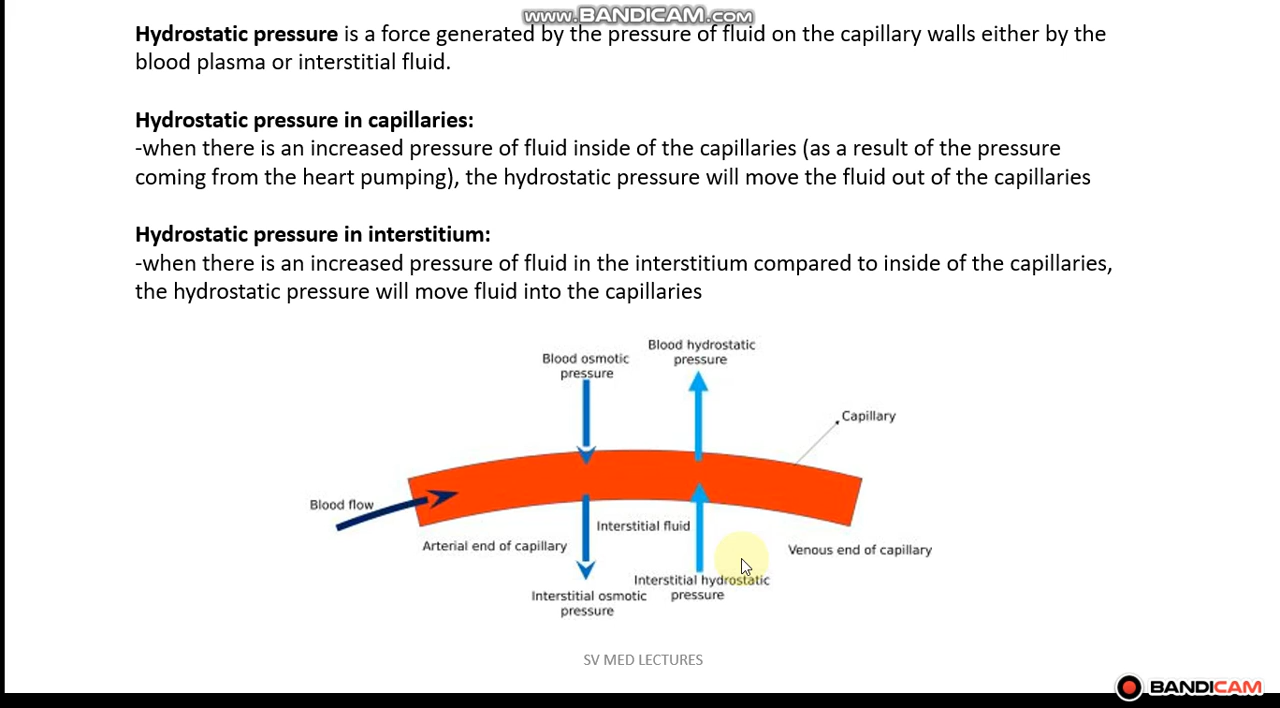 www.BANDICAM.com
Hydrostatic pressure is a force generated by the pressure of fluid on the capillary walls either by the
blood plasma or interstitial fluid.
Hydrostatic pressure in capillaries:
-when there is an increased pressure of fluid inside of the capillaries (as a result of the pressure
coming from the heart pumping), the hydrostatic pressure will move the fluid out of the capillaries
Hydrostatic pressure in interstitium:
-when there is an increased pressure of fluid in the interstitium compared to inside of the capillaries,
the hydrostatic pressure will move fluid into the capillaries
Blood osmotic
pressure
Blood hydrostatic
pressure
Capillary
Blood flow
Interstitial fluid
Arterial end of capillary
Venous end of capillary
Interstitial osmotic
pressure
Interstitial hydrostatic
pressure
SV MED LECTURES
BANDICAM